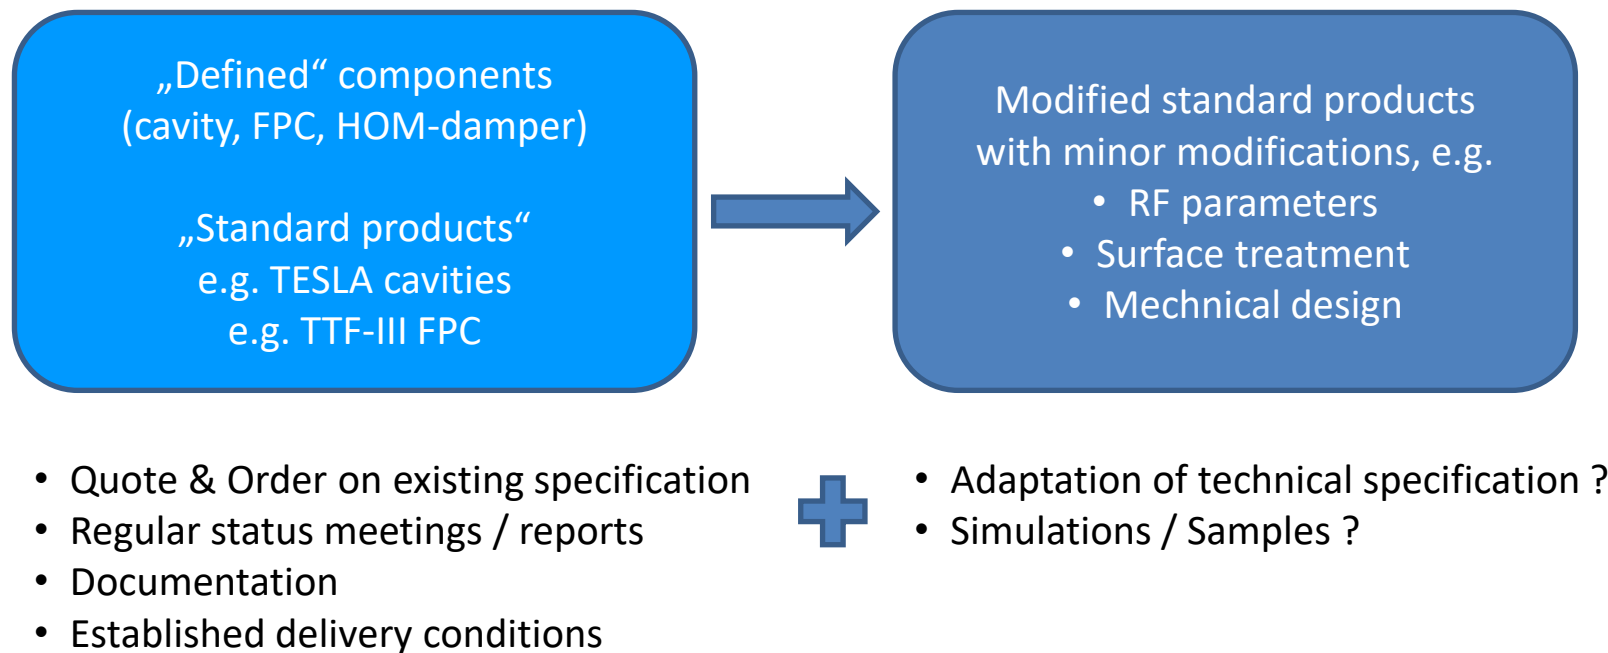 „Defined“ components
(cavity, FPC, HOM-damper)
„Standard products“
e.g. TESLA cavities
e.g. TTF-III FPC
Modified standard products
with minor modifications, e.g.
• RF parameters
• Surface treatment
• Mechnical design
• Quote & Order on existing specification
• Regular status meetings / reports
• Documentation
• Established delivery conditions
• Adaptation of technical specification ?
• Simulations / Samples ?